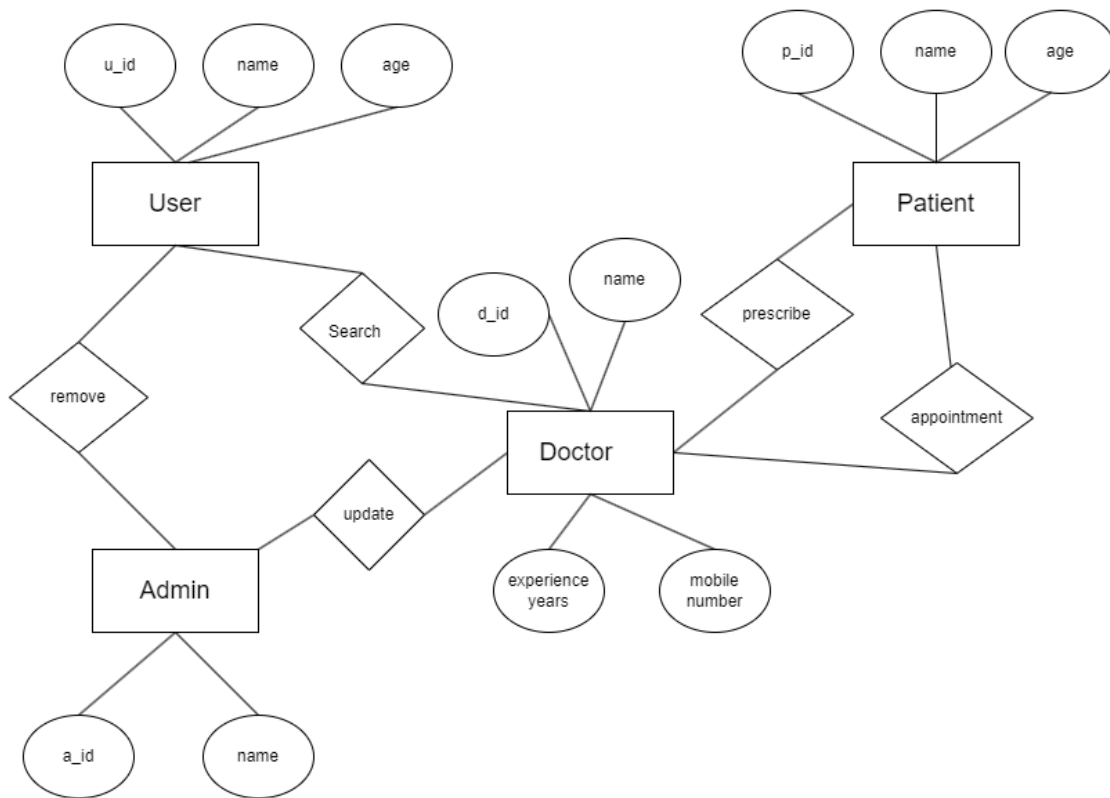 u_id
name
age
p_id
name
age
User
Patient
d_id
name
prescribe
Search
remove
appointment
Doctor
update
Admin
experience
years
mobile
number
a_id
name